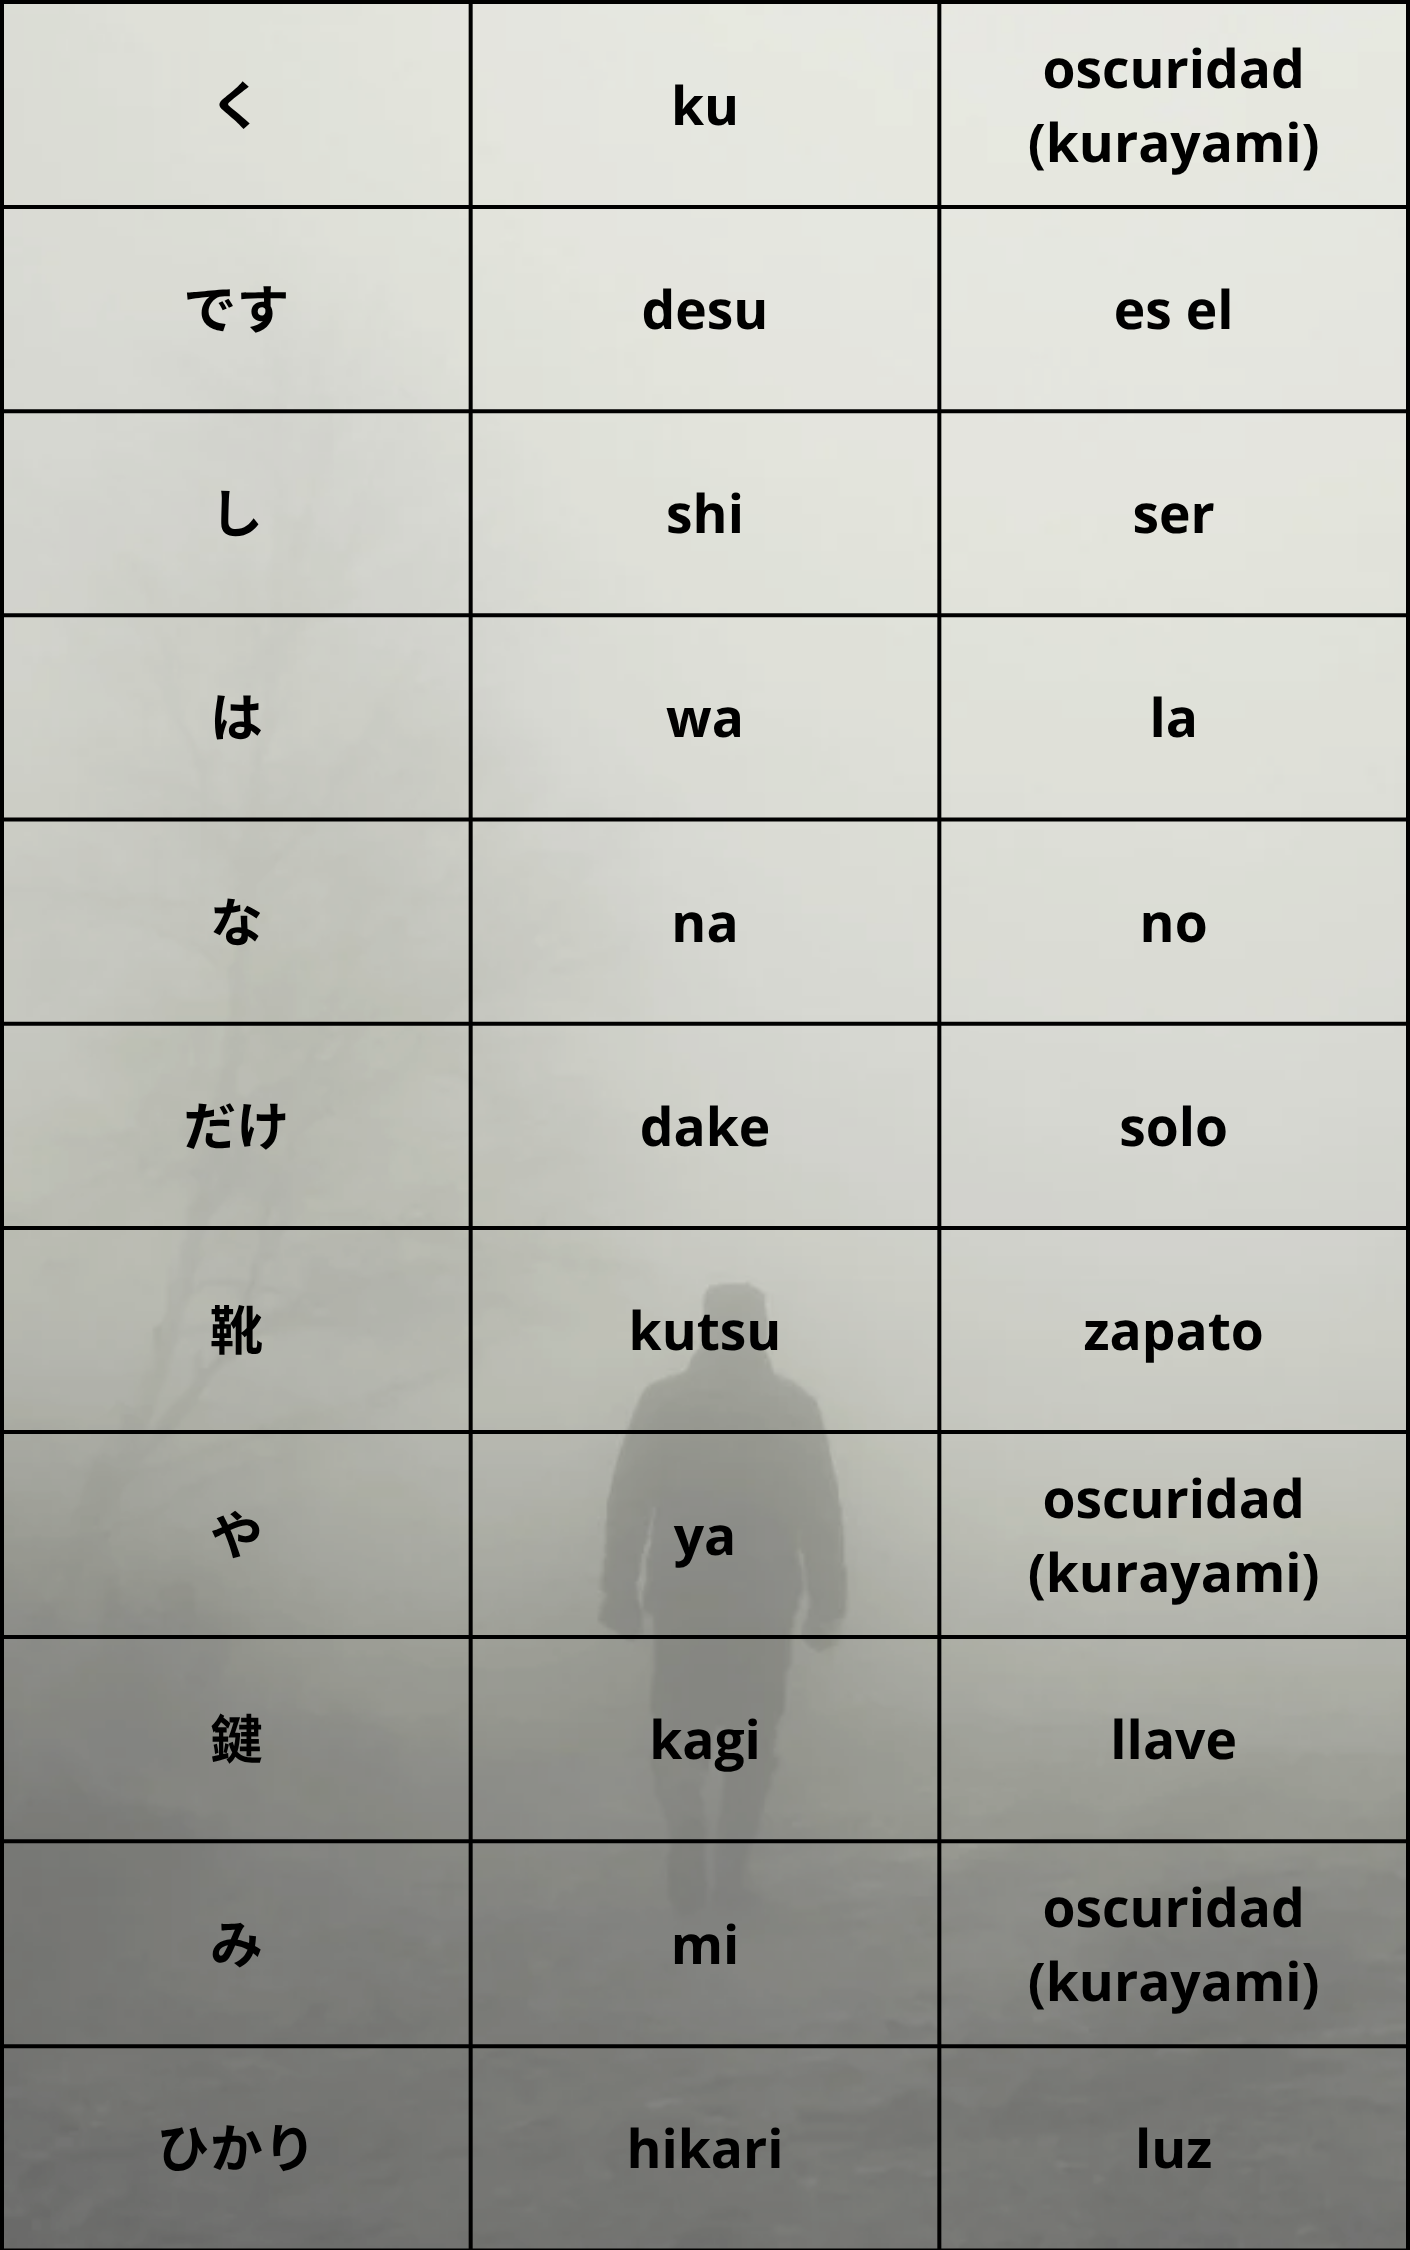 く ku oscuridad
(kurayami)
です desu es el
し shi ser
は wa la
な na no
だけ dake solo
靴 kutsu zapato
や ya oscuridad
(kurayami)
鍵 kagi llave
み mi oscuridad
(kurayami)
ひかり hikari luz